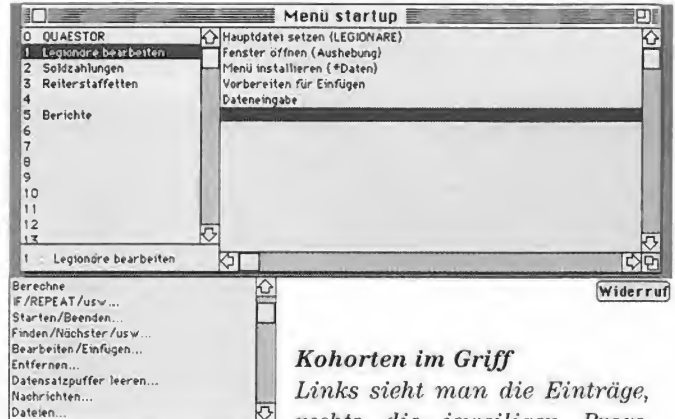 Menü startup
0 QUAESTOR
1 Legionäre bearbeiten
2 Soldzahlungen
3 Reiterstaffetten
4
5 Berichte
6
7
8
9
10
11
12
13
1 : Legionäre bearbeiten
Hauptdatei setzen (LEGIONARE)
Fenster öffnen (Aushebung)
Menü installieren (*Daten)
Vorbereiten für Einfügen
Dateneingabe
Berechne
IF/REPEAT/usw...
Starten/Beenden...
Finden/Nächster/usw...
Bearbeiten/Einfügen...
Entfernen...
Datensatzpuffer leeren...
Nachrichten...
Dateien...
Widerruf
Kohorten im Griff
Links sieht man die Einträge,
rechts die jeweiligen